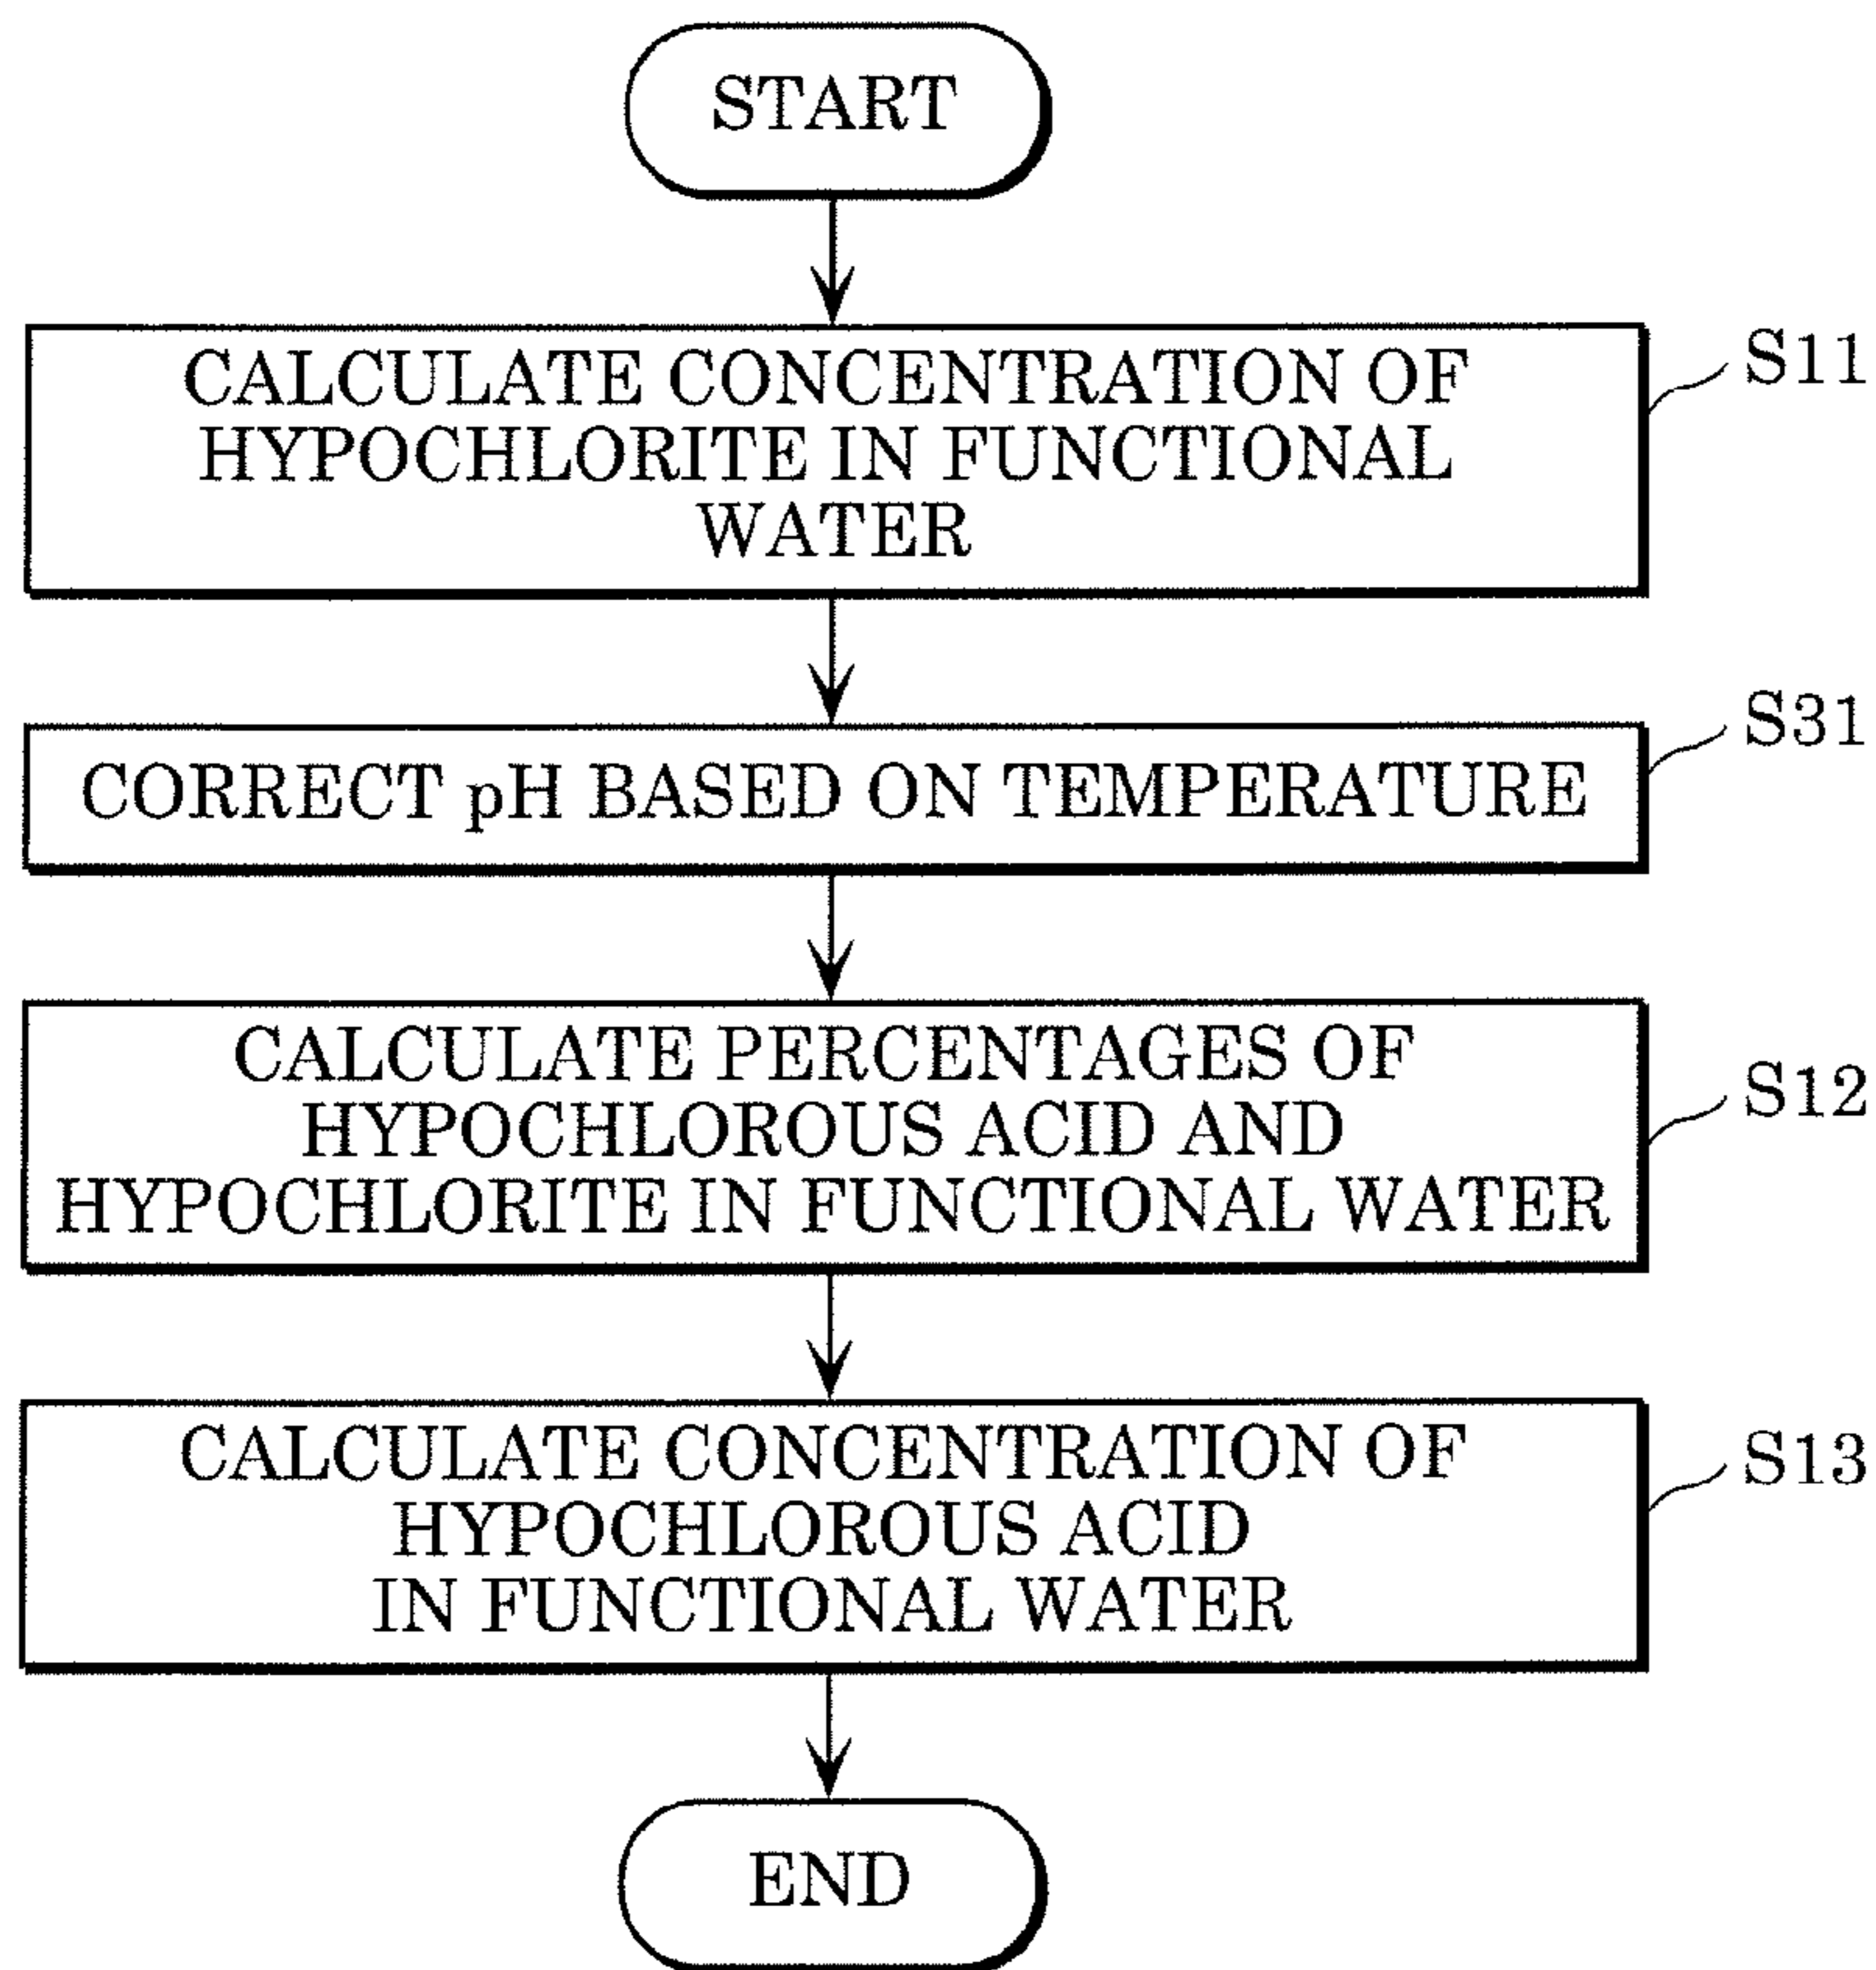 START
CALCULATE CONCENTRATION OF
HYPOCHLORITE IN FUNCTIONAL
WATER
S11
CORRECT pH BASED ON TEMPERATURE
S31
CALCULATE PERCENTAGES OF
HYPOCHLOROUS ACID AND
HYPOCHLORITE IN FUNCTIONAL WATER
S12
CALCULATE CONCENTRATION OF
HYPOCHLOROUS ACID
IN FUNCTIONAL WATER
S13
END